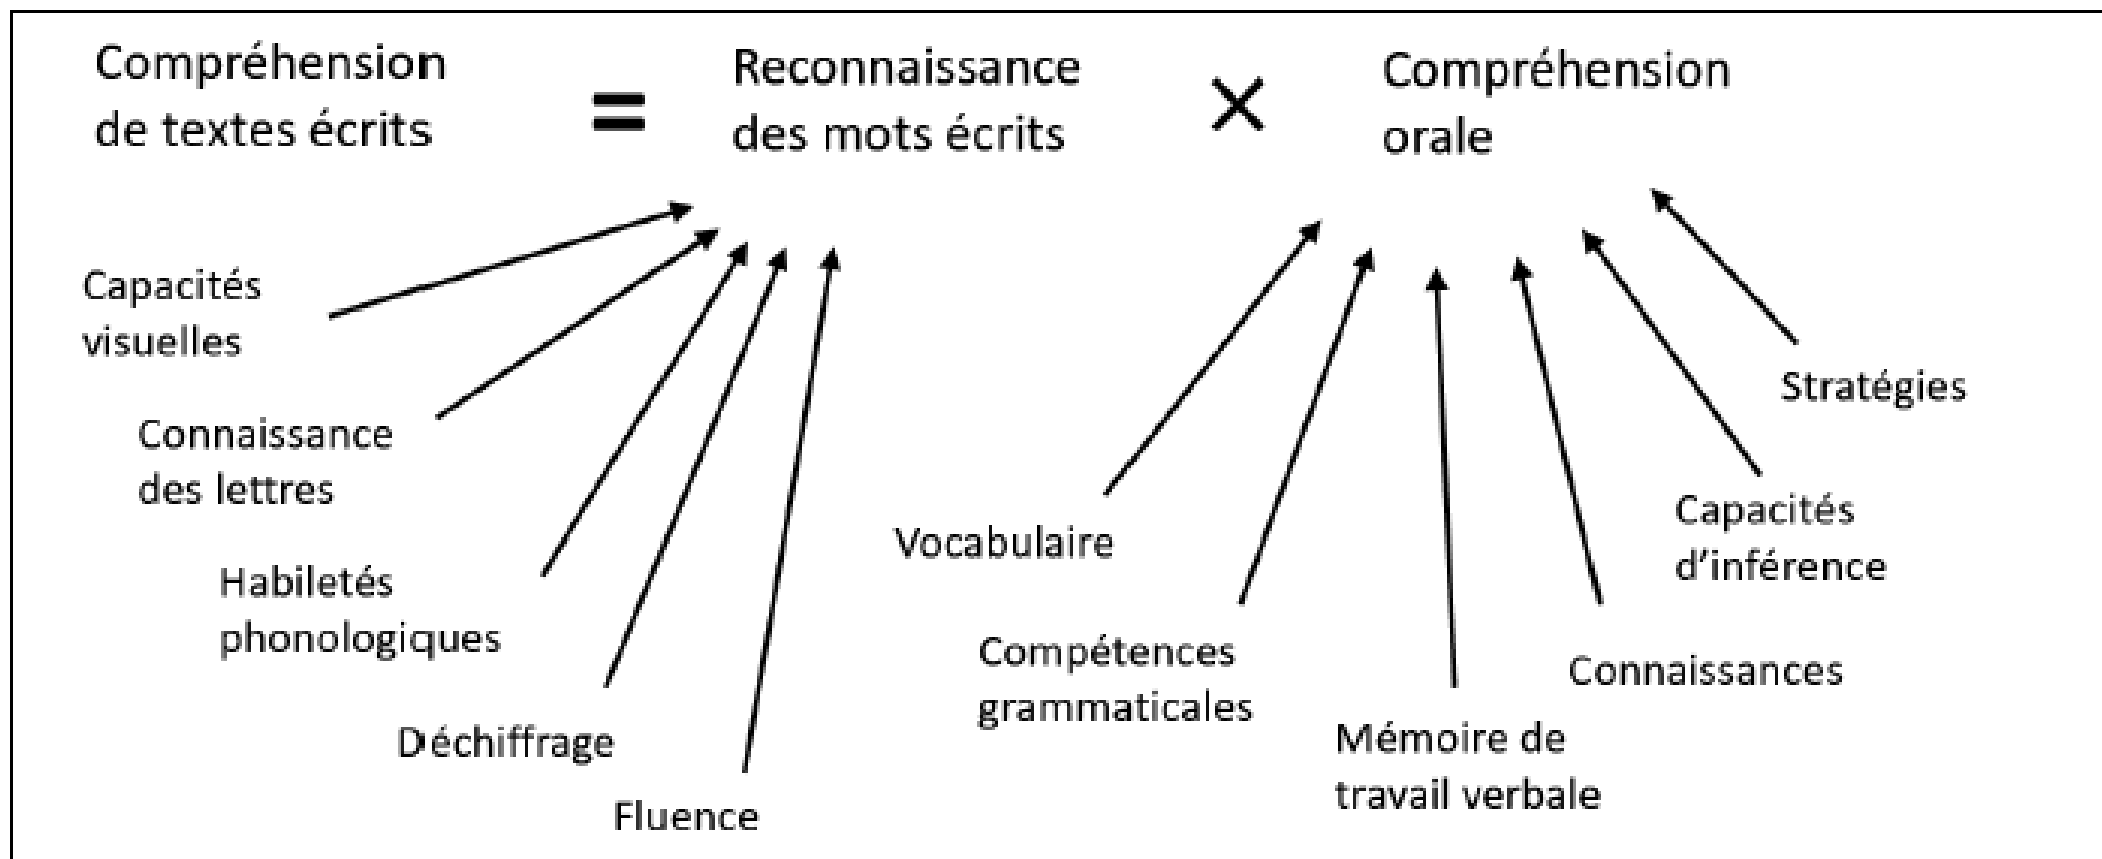 Compréhension
de textes écrits
=
Reconnaissance
des mots écrits
×
Compréhension
orale
Capacités
visuelles
Connaissance
des lettres
Habiletés
phonologiques
Déchiffrage
Fluence
Vocabulaire
Compétences
grammaticales
Mémoire de
travail verbale
Connaissances
Capacités
d'inférence
Stratégies